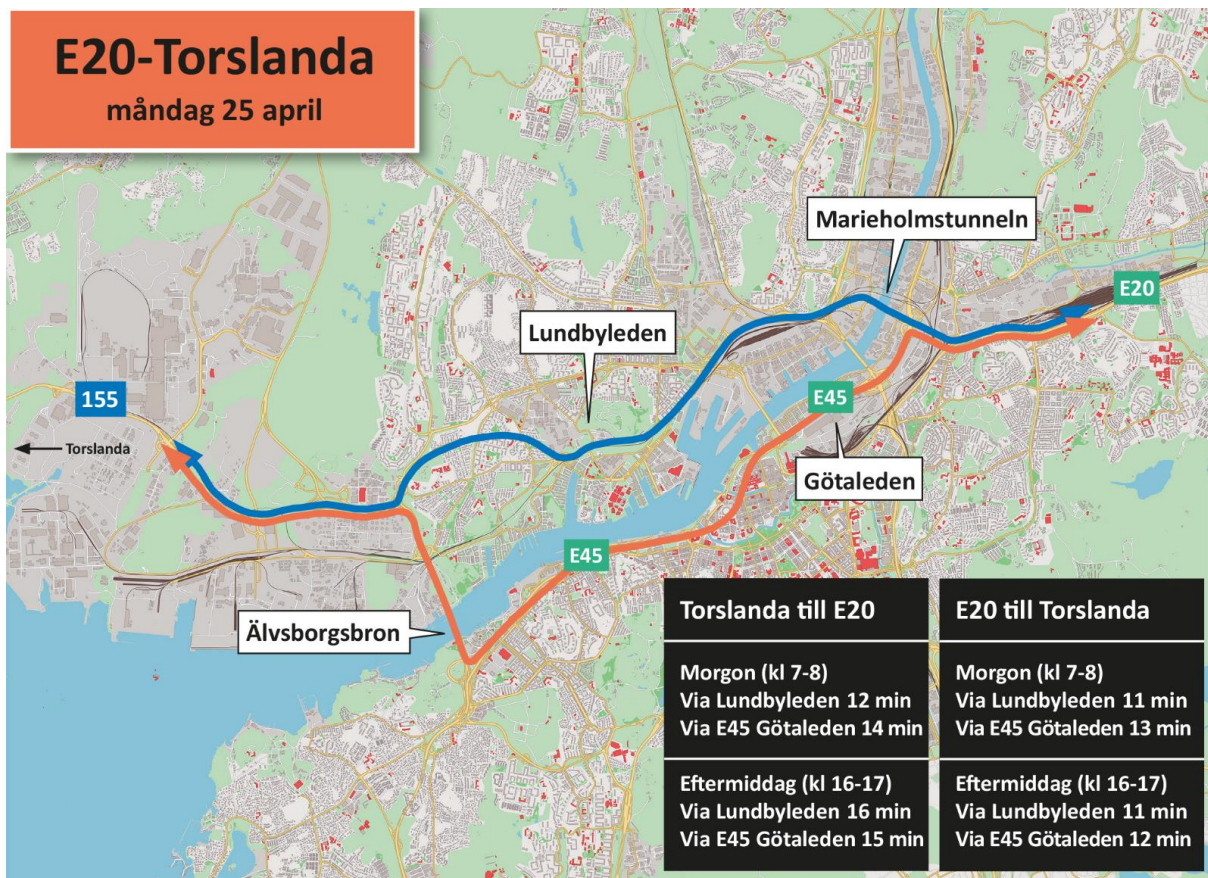 E20-Torslanda
måndag 25 april
Marieholmstunneln
E20
Lundbyleden
155
E45
Torslanda
Götaleden
E45
Älvsborgsbron
Torslanda till E20
Morgon (kl 7-8)
Via Lundbyleden 12 min
Via E45 Götaleden 14 min
Eftermiddag (kl 16-17)
Via Lundbyleden 16 min
Via E45 Götaleden 15 min
E20 till Torslanda
Morgon (kl 7-8)
Via Lundbyleden 11 min
Via E45 Götaleden 13 min
Eftermiddag (kl 16-17)
Via Lundbyleden 11 min
Via E45 Götaleden 12 min